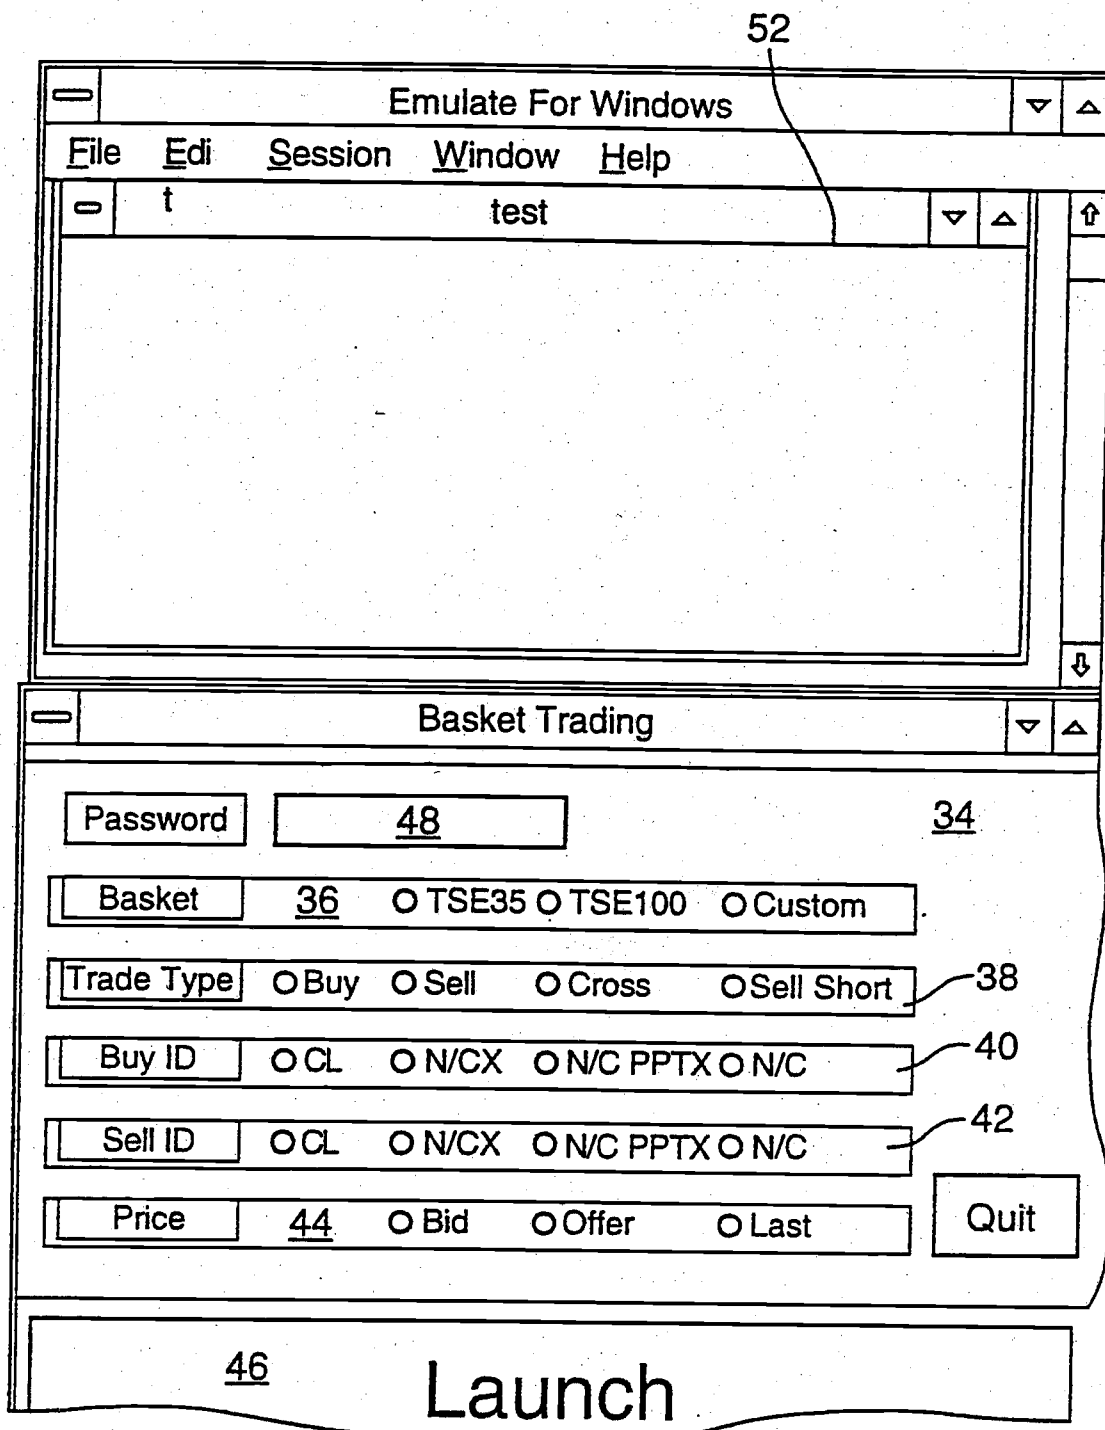 52
Emulate For Windows
File Edi Session Window Help
t test
Basket Trading
Password 48 34
Basket 36 TSE35 TSE100 Custom
Trade Type Buy Sell Cross Sell Short 38
Buy ID CL N/CX N/C PPTX N/C 40
Sell ID CL N/CX N/C PPTX N/C 42
Price 44 Bid Offer Last Quit
46 Launch